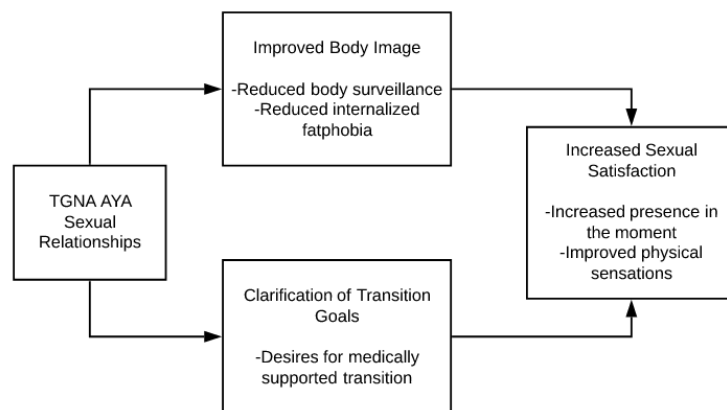 Improved Body Image
-Reduced body surveillance
-Reduced internalized
fatphobia
TGNA AYA
Sexual
Relationships
Increased Sexual
Satisfaction
-Increased presence in
the moment
-Improved physical
sensations
Clarification of Transition
Goals
-Desires for medically
supported transition